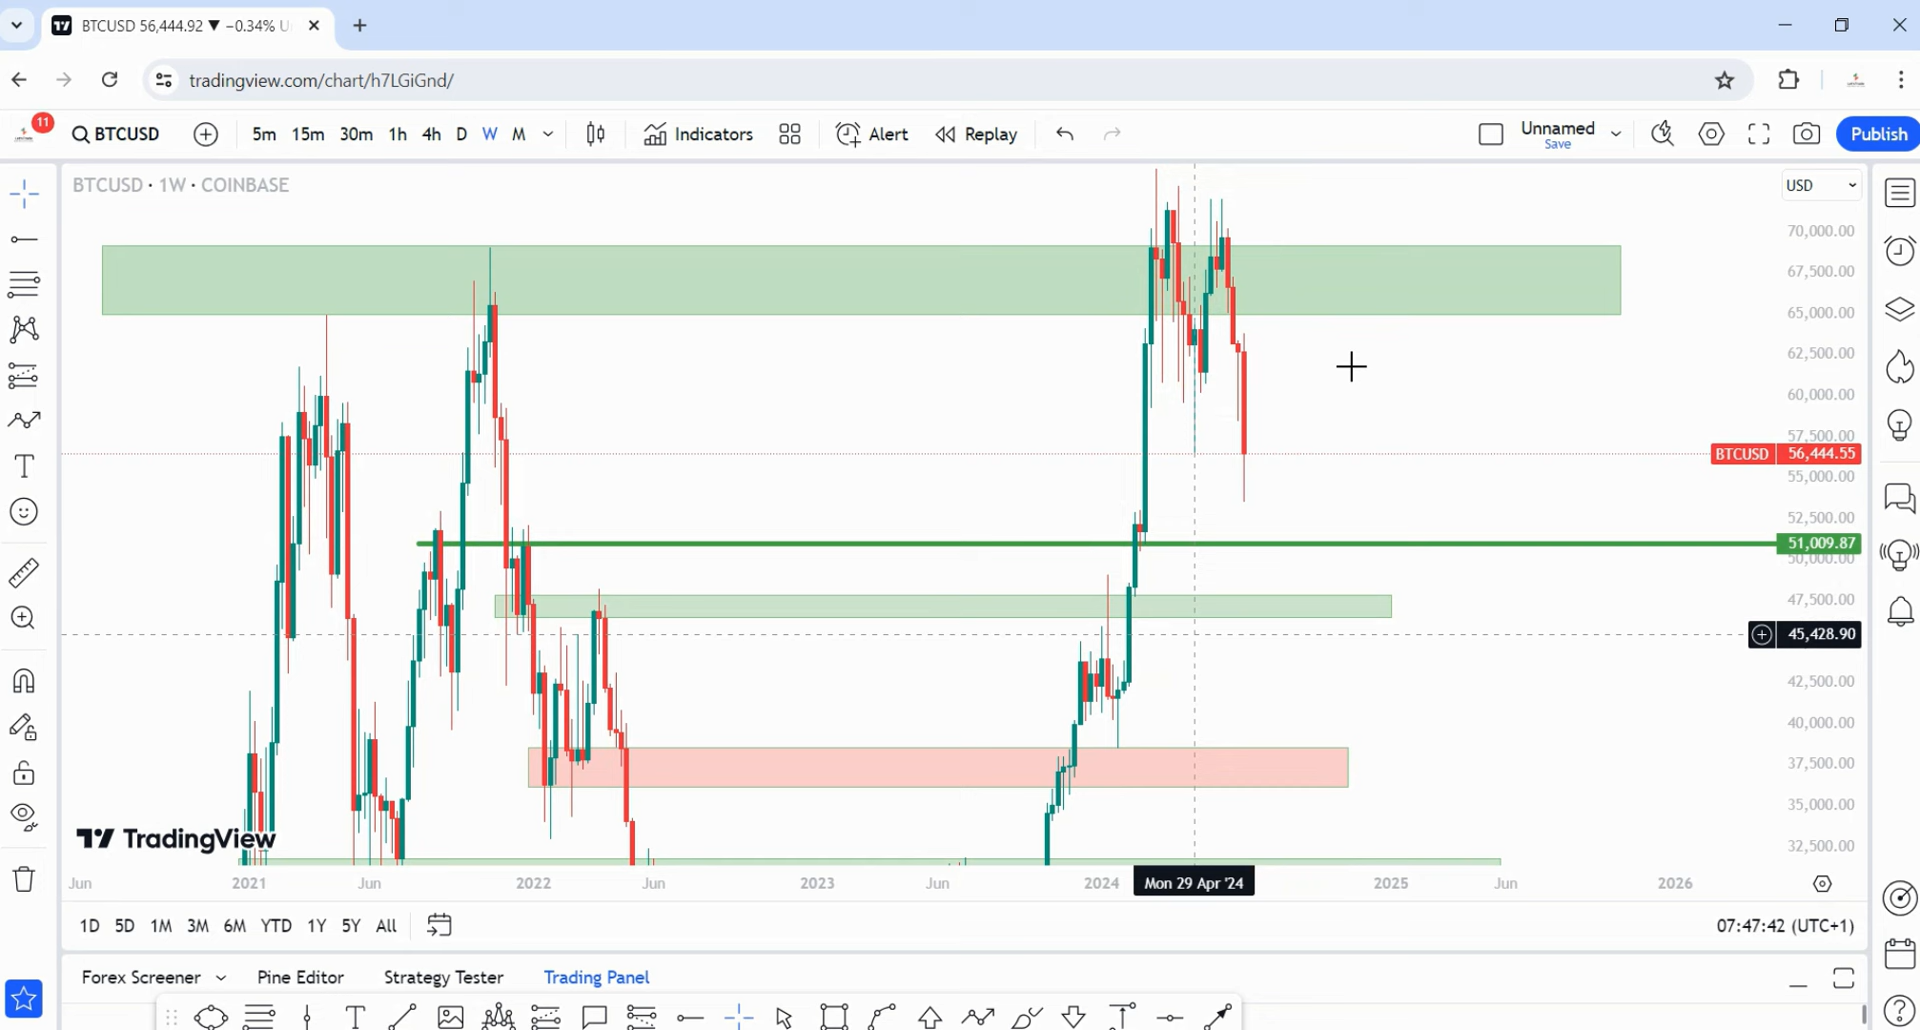 BTCUSD 56,444.92 ▼ −0.34% U
tradingview.com/chart/h7LGiGnd/
11
BTCUSD 5m 15m 30m 1h 4h D W M Indicators Alert Replay Unnamed Save Publish
BTCUSD · 1W · COINBASE
USD
70,000.00
67,500.00
65,000.00
62,500.00
60,000.00
57,500.00
BTCUSD 56,444.55
55,000.00
52,500.00
51,009.87
50,000.00
47,500.00
45,428.90
42,500.00
40,000.00
37,500.00
35,000.00
32,500.00
TradingView
Jun 2021 Jun 2022 Jun 2023 Jun 2024 Mon 29 Apr '24 2025 Jun 2026
1D 5D 1M 3M 6M YTD 1Y 5Y All 07:47:42 (UTC+1)
Forex Screener Pine Editor Strategy Tester Trading Panel